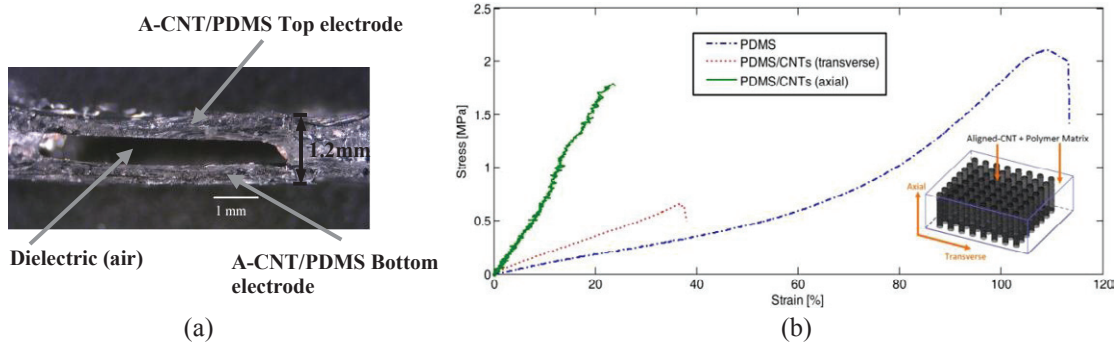 A-CNT/PDMS Top electrode
1.2mm
1 mm
Dielectric (air)
A-CNT/PDMS Bottom
electrode
(a)
2.5
2
1.5
1
0.5
0
Stress [MPa]
PDMS
PDMS/CNTs (transverse)
PDMS/CNTs (axial)
Aligned-CNT + Polymer Matrix
Axial
Transverse
0
20
40
60
80
100
120
Strain [%]
(b)